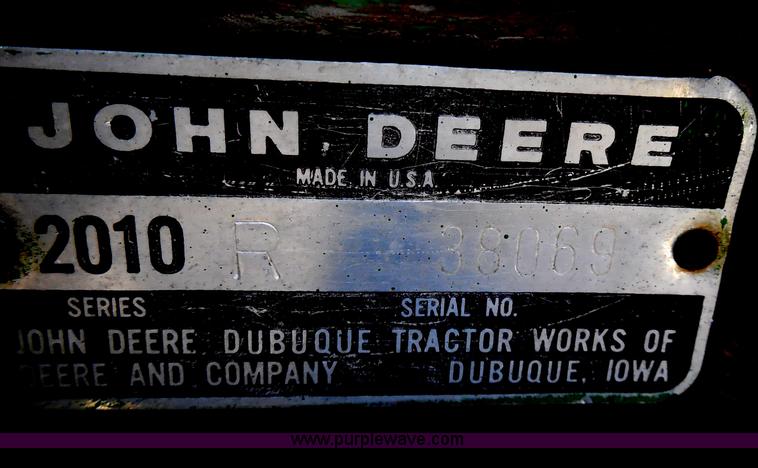 JOHN DEERE
MADE IN U.S.A.
2010 R 38069
SERIES SERIAL NO.
JOHN DEERE DUBUQUE TRACTOR WORKS OF
DEERE AND COMPANY DUBUQUE, IOWA
www.purplewave.com